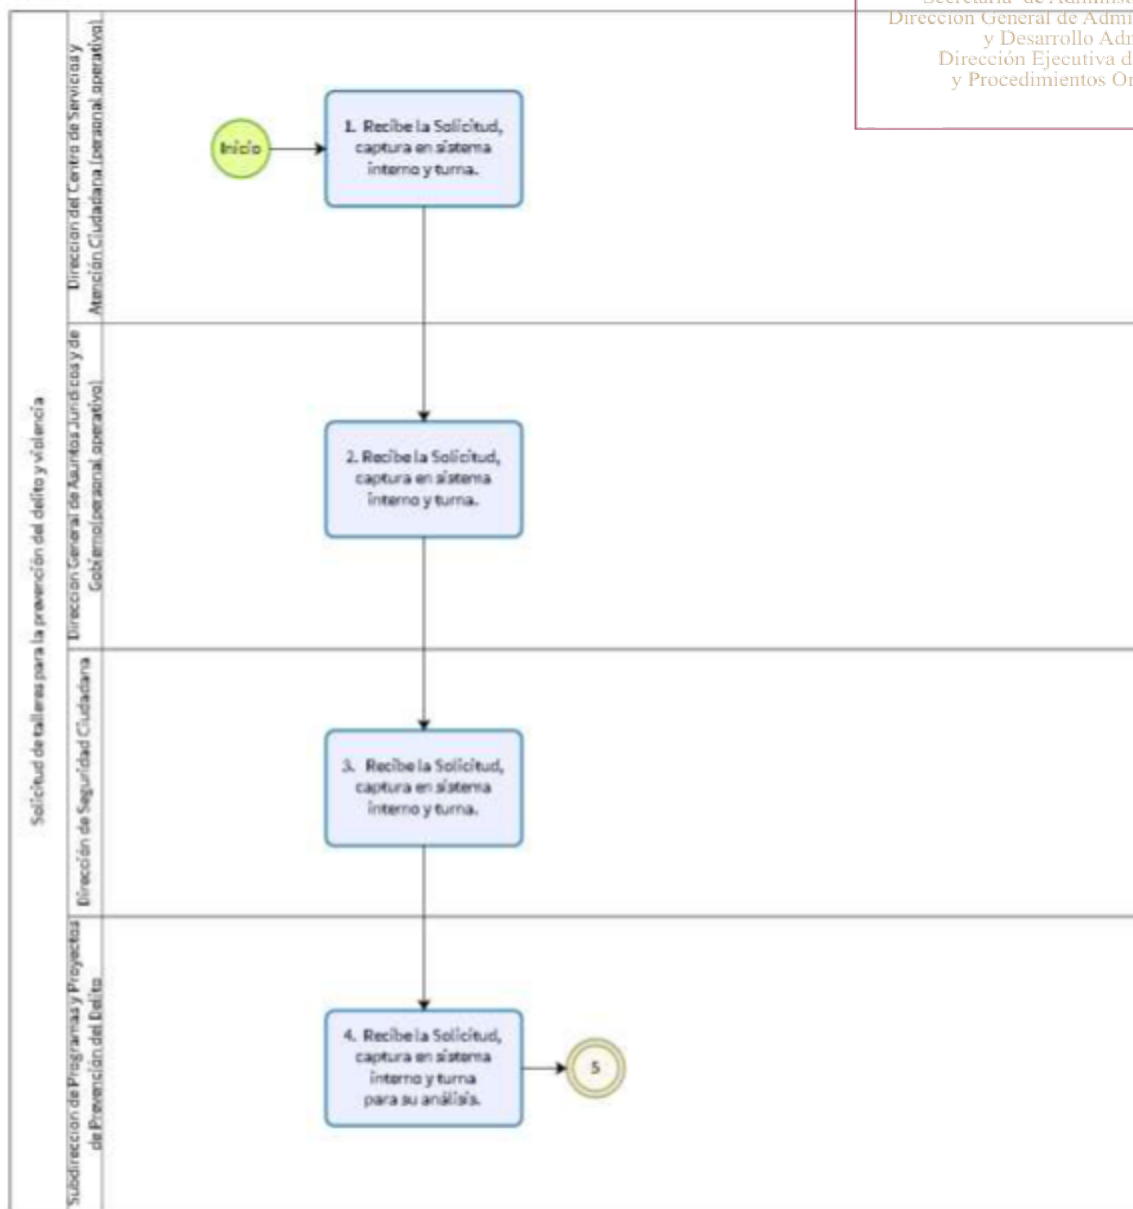 Secretaría de Administ
Dirección General de Admi
y Desarrollo Adm
Dirección Ejecutiva d
y Procedimientos Or
Solicitud de talleres para la prevención del delito y violencia
Dirección del Centro de Servicios y
Atención Ciudadana (personal operativo)
Inicio
1. Recibe la Solicitud,
captura en sistema
interno y turna.
Dirección General de Asuntos Jurídicos y de
Gobierno(personal operativo)
2. Recibe la Solicitud,
captura en sistema
interno y turna.
Dirección de Seguridad Ciudadana
3. Recibe la Solicitud,
captura en sistema
interno y turna.
Subdirección de Programas y Proyectos
de Prevención del Delito
4. Recibe la Solicitud,
captura en sistema
interno y turna
para su análisis.
5